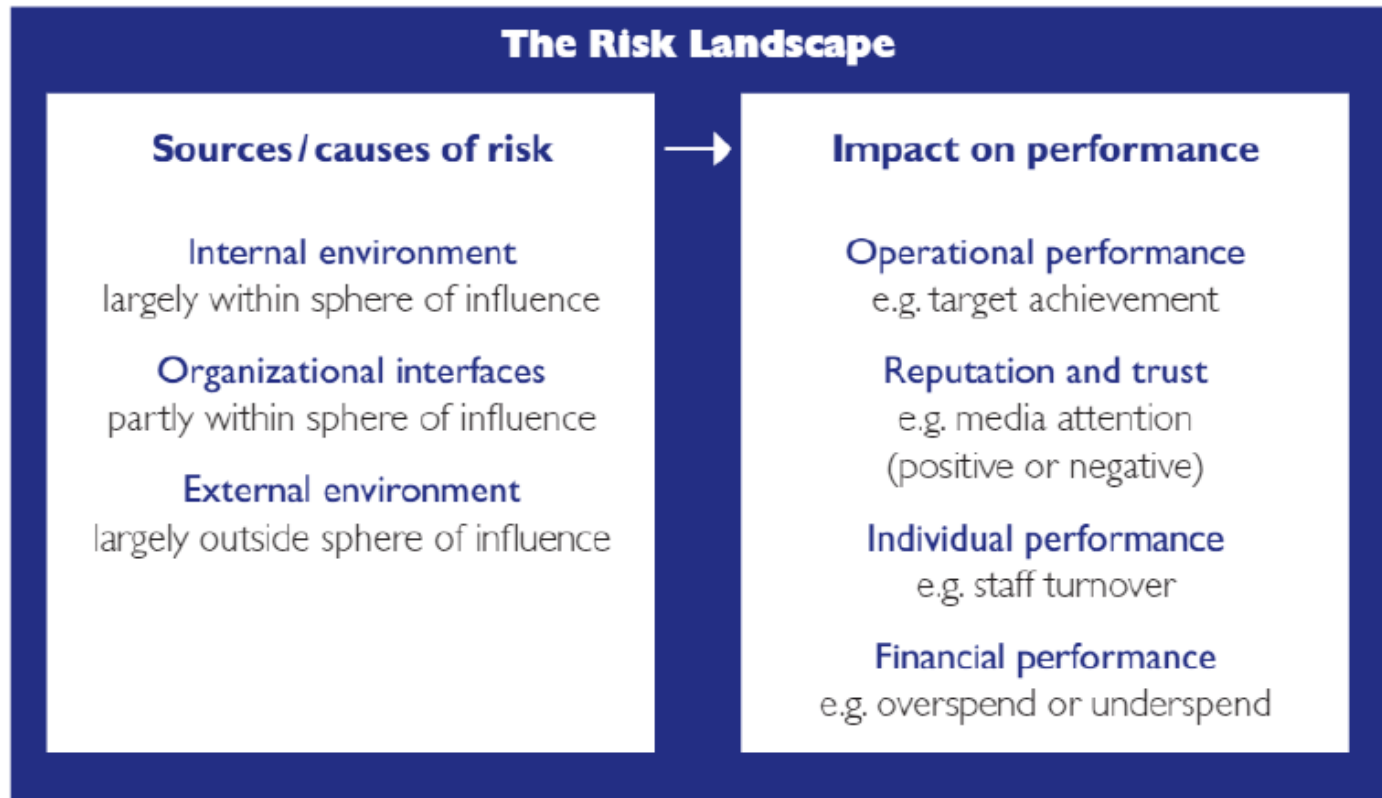 The Risk Landscape
Sources / causes of risk
Internal environment
largely within sphere of influence
Organizational interfaces
partly within sphere of influence
External environment
largely outside sphere of influence
Impact on performance
Operational performance
e.g. target achievement
Reputation and trust
e.g. media attention
(positive or negative)
Individual performance
e.g. staff turnover
Financial performance
e.g. overspend or underspend